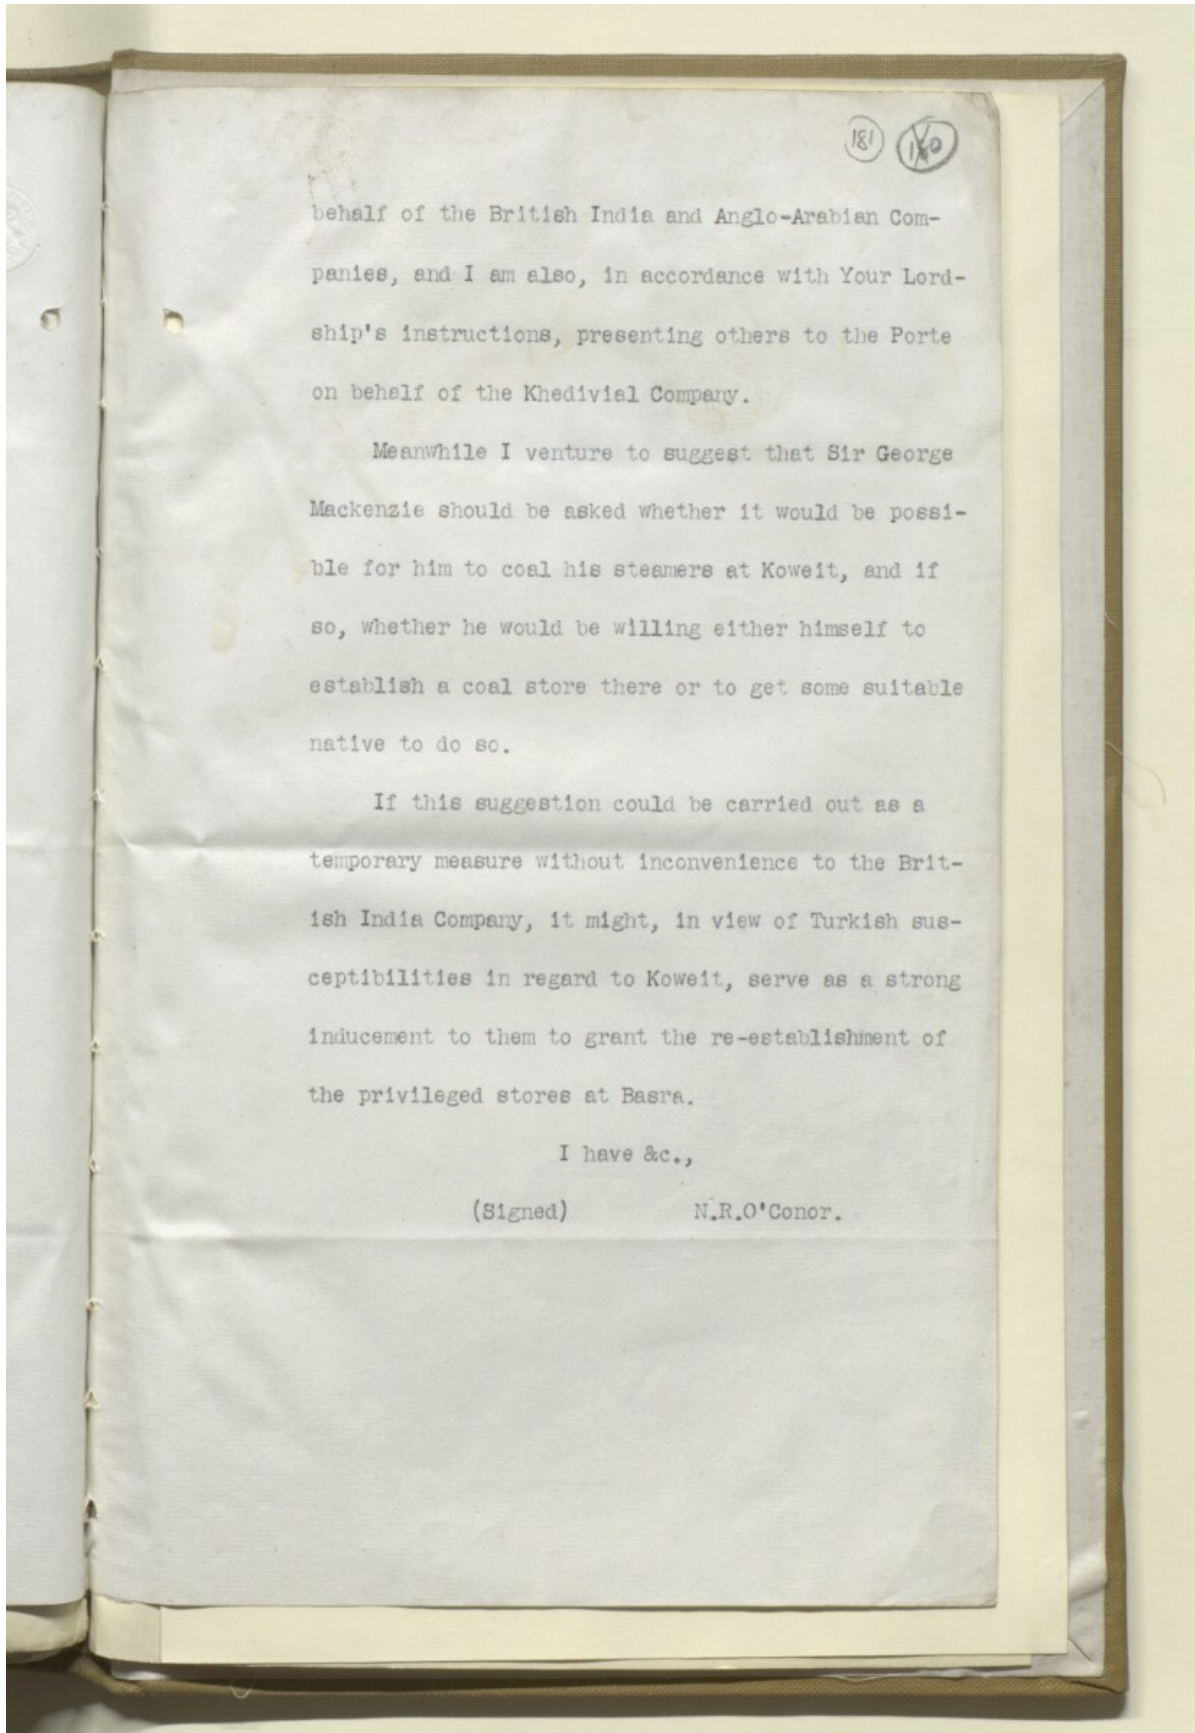 181 180
behalf of the British India and Anglo-Arabian Com-
panies, and I am also, in accordance with Your Lord-
ship's instructions, presenting others to the Porte
on behalf of the Khedivial Company.
Meanwhile I venture to suggest that Sir George
Mackenzie should be asked whether it would be possi-
ble for him to coal his steamers at Koweit, and if
so, whether he would be willing either himself to
establish a coal store there or to get some suitable
native to do so.
If this suggestion could be carried out as a
temporary measure without inconvenience to the Brit-
ish India Company, it might, in view of Turkish sus-
ceptibilities in regard to Koweit, serve as a strong
inducement to them to grant the re-establishment of
the privileged stores at Basra.
I have &c.,
(Signed) N.R.O'Conor.